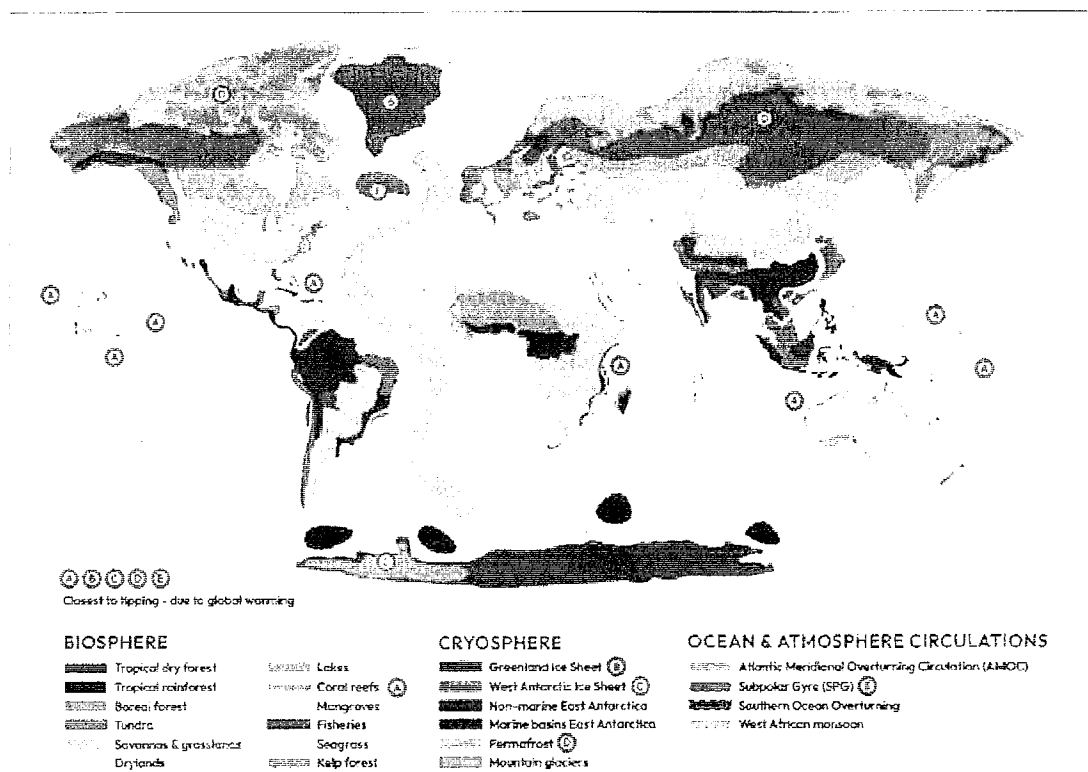 D
B
D
E
A
A
A
A
A
A
A
A
C
A B C D E
Closest to tipping - due to global warming
BIOSPHERE
Tropical dry forest
Tropical rainforest
Boreal forest
Tundra
Savannas & grasslands
Drylands
Lakes
Coral reefs A
Mangroves
Fisheries
Seagrass
Kelp forest
CRYOSPHERE
Greenland Ice Sheet B
West Antarctic Ice Sheet C
Non-marine East Antarctica
Marine basins East Antarctica
Permafrost D
Mountain glaciers
OCEAN & ATMOSPHERE CIRCULATIONS
Atlantic Meridional Overturning Circulation (AMOC)
Subpolar Gyre (SPG) E
Southern Ocean Overturning
West African monsoon